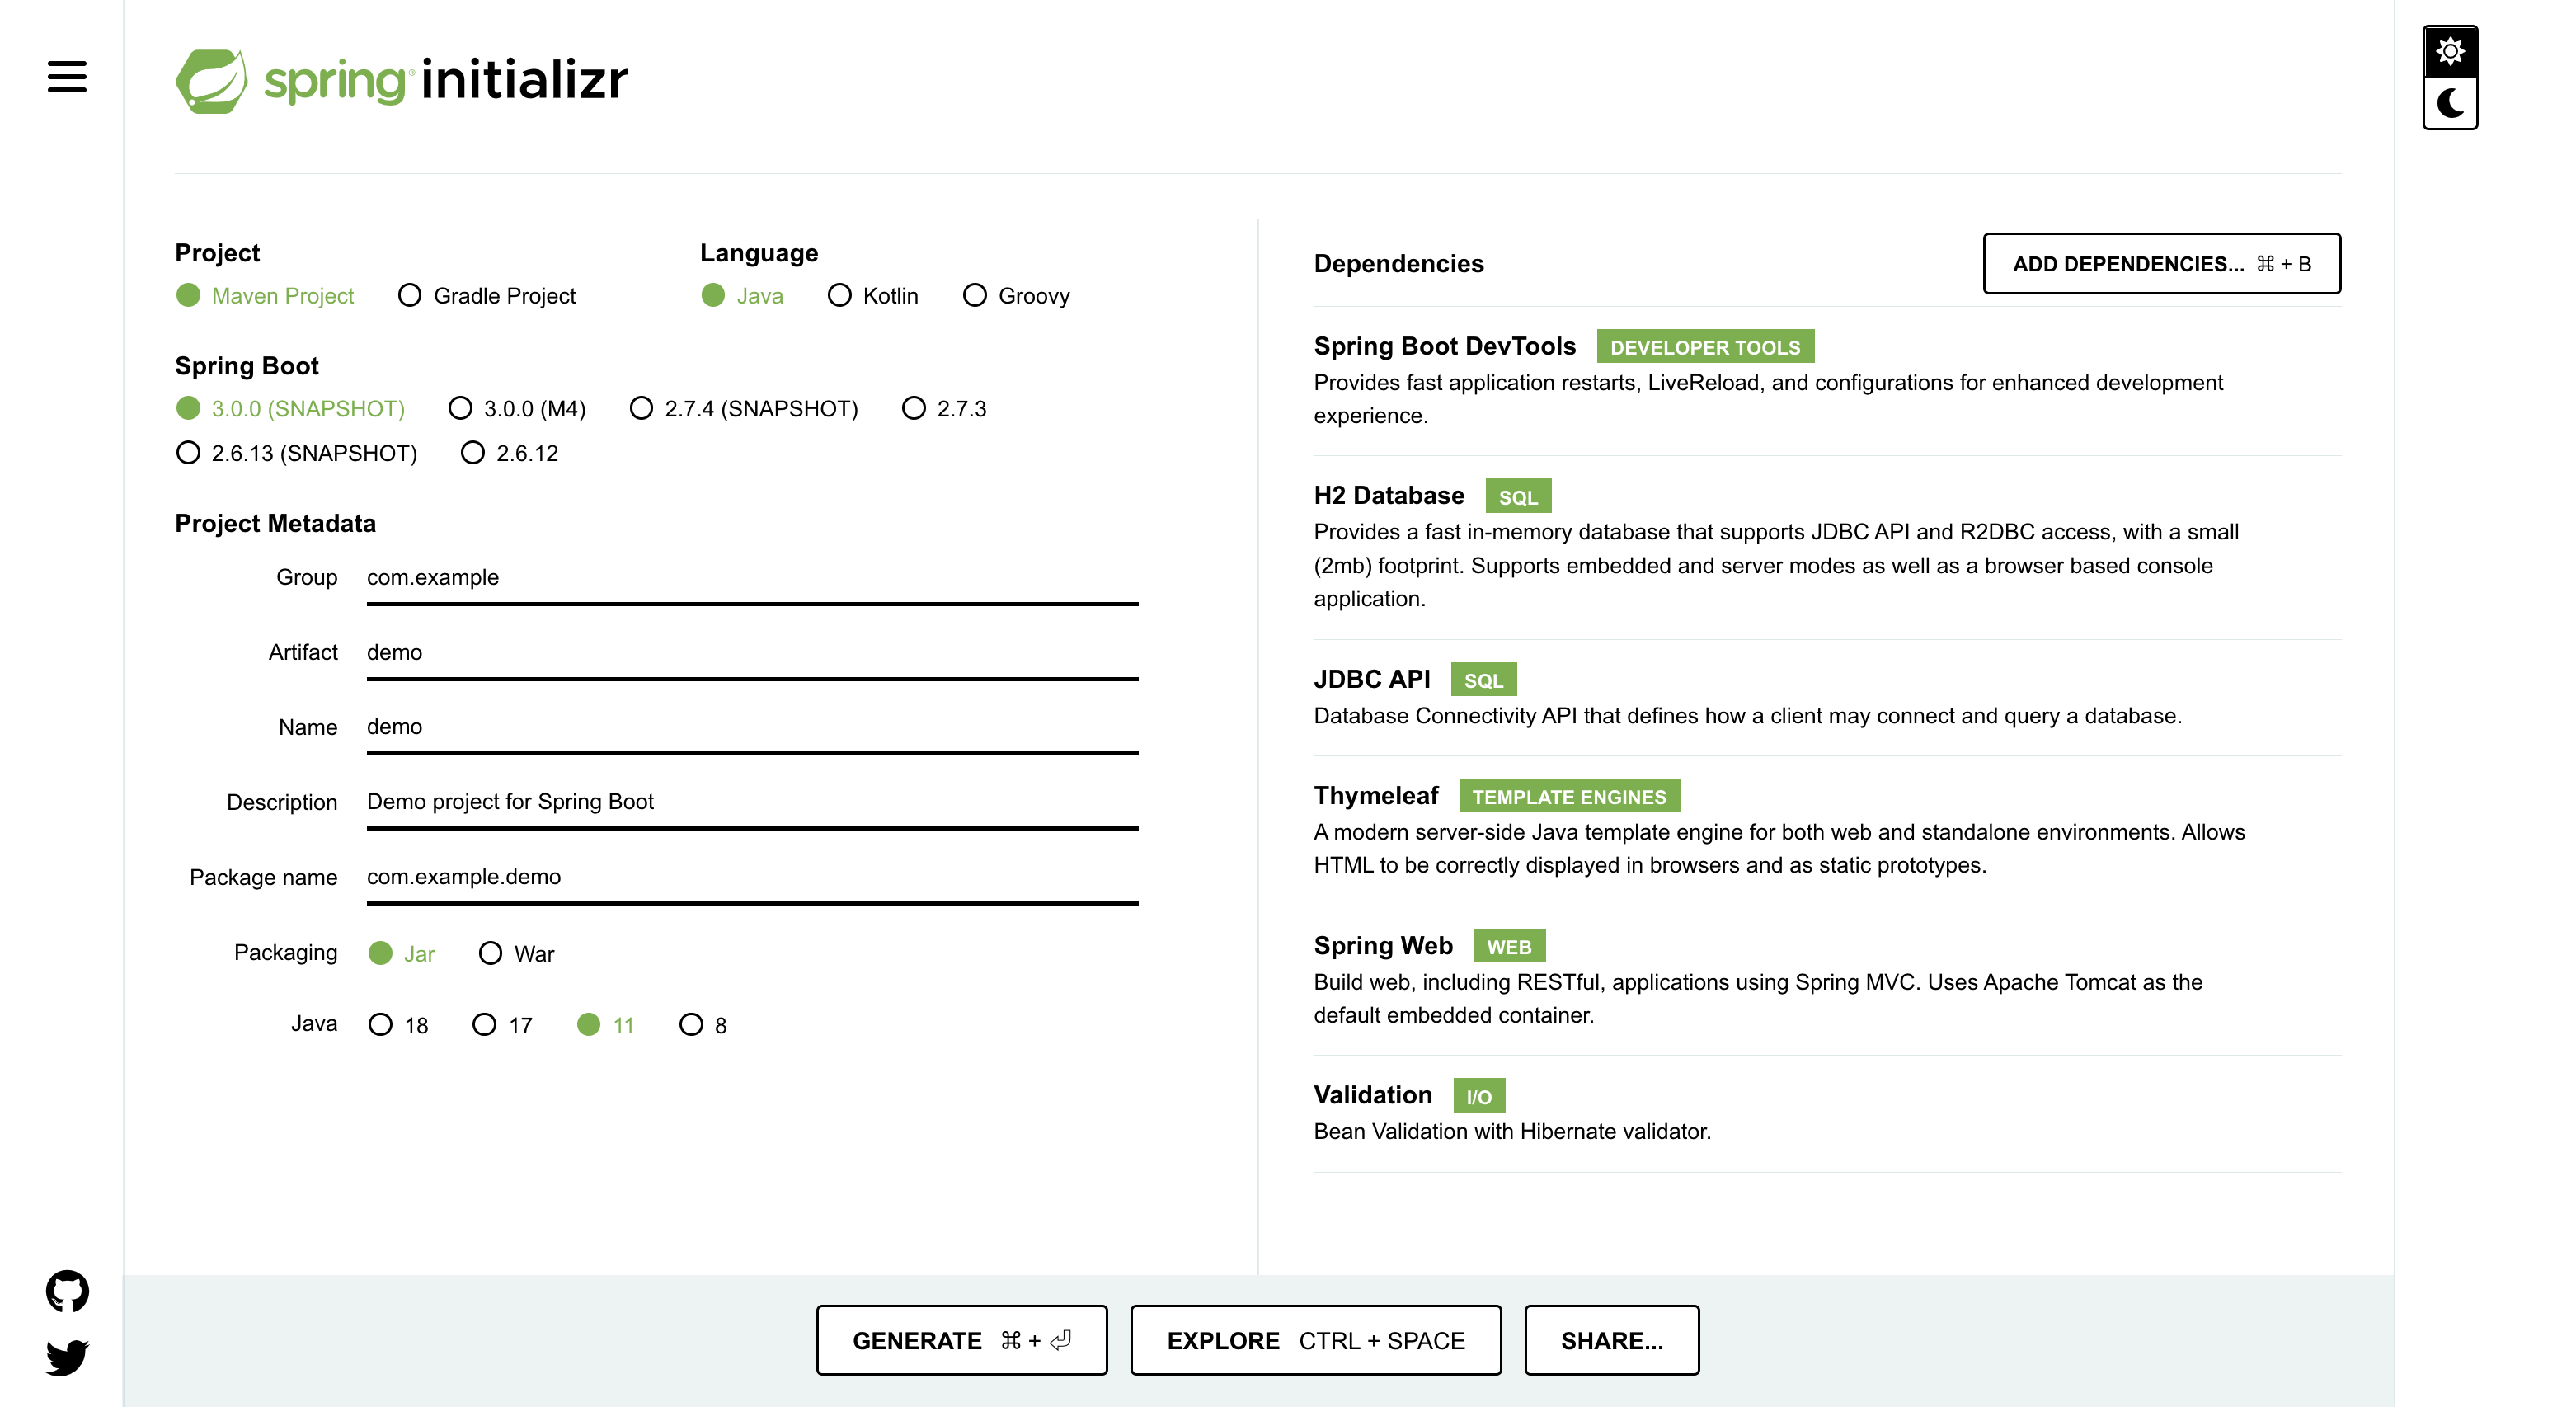 spring initializr
Project
Maven Project Gradle Project
Language
Java Kotlin Groovy
Spring Boot
3.0.0 (SNAPSHOT) 3.0.0 (M4) 2.7.4 (SNAPSHOT) 2.7.3
2.6.13 (SNAPSHOT) 2.6.12
Project Metadata
Group com.example
Artifact demo
Name demo
Description Demo project for Spring Boot
Package name com.example.demo
Packaging Jar War
Java 18 17 11 8
Dependencies
ADD DEPENDENCIES... ⌘ + B
Spring Boot DevTools DEVELOPER TOOLS
Provides fast application restarts, LiveReload, and configurations for enhanced development
experience.
H2 Database SQL
Provides a fast in-memory database that supports JDBC API and R2DBC access, with a small
(2mb) footprint. Supports embedded and server modes as well as a browser based console
application.
JDBC API SQL
Database Connectivity API that defines how a client may connect and query a database.
Thymeleaf TEMPLATE ENGINES
A modern server-side Java template engine for both web and standalone environments. Allows
HTML to be correctly displayed in browsers and as static prototypes.
Spring Web WEB
Build web, including RESTful, applications using Spring MVC. Uses Apache Tomcat as the
default embedded container.
Validation I/O
Bean Validation with Hibernate validator.
GENERATE ⌘ + ⏎
EXPLORE CTRL + SPACE
SHARE...